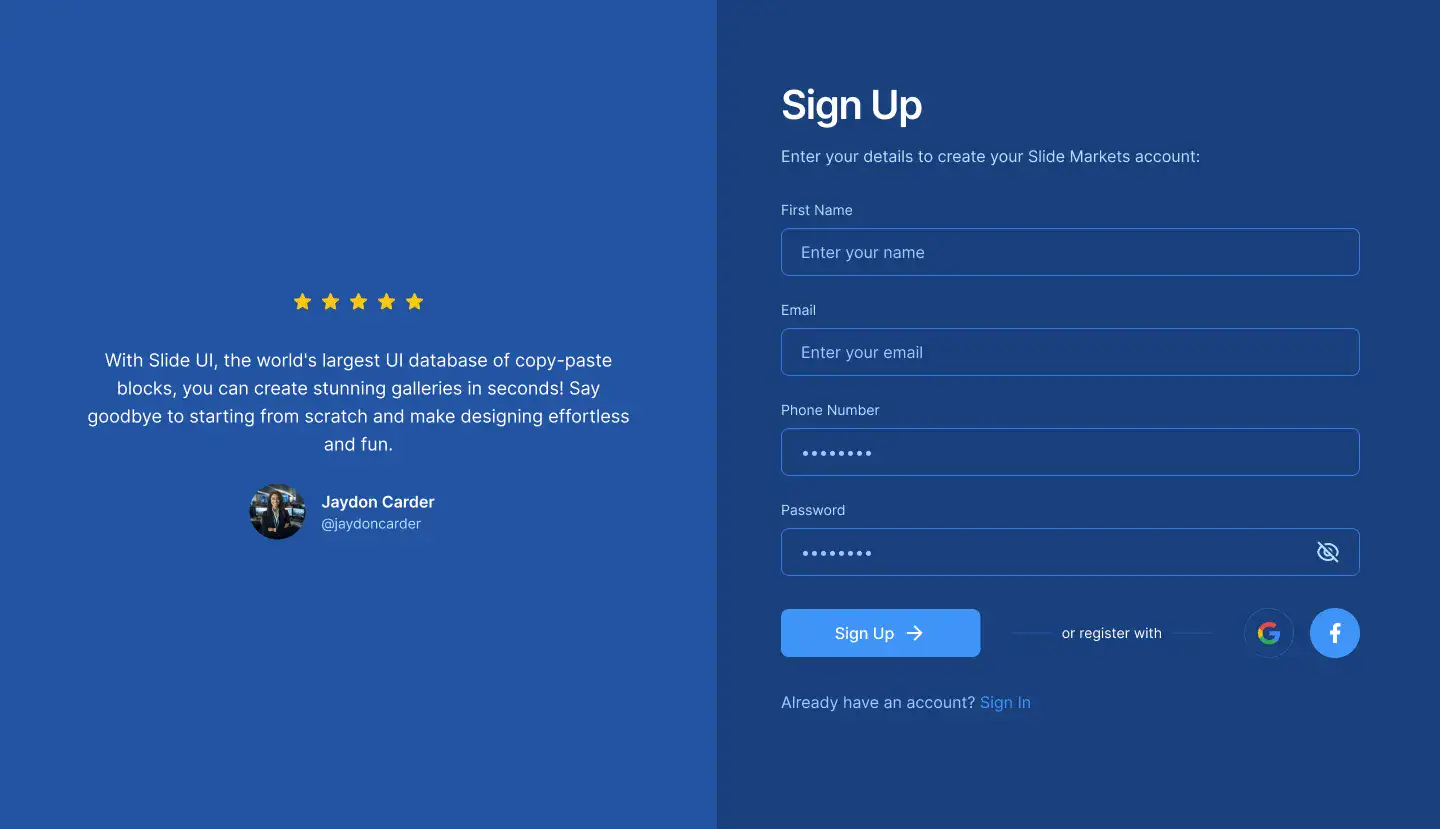 With Slide UI, the world's largest UI database of copy-paste
blocks, you can create stunning galleries in seconds! Say
goodbye to starting from scratch and make designing effortless
and fun.
Jaydon Carder
@jaydoncarder
Sign Up
Enter your details to create your Slide Markets account:
First Name
Enter your name
Email
Enter your email
Phone Number
••••••••
Password
••••••••
Sign Up →
or register with
Already have an account? Sign In